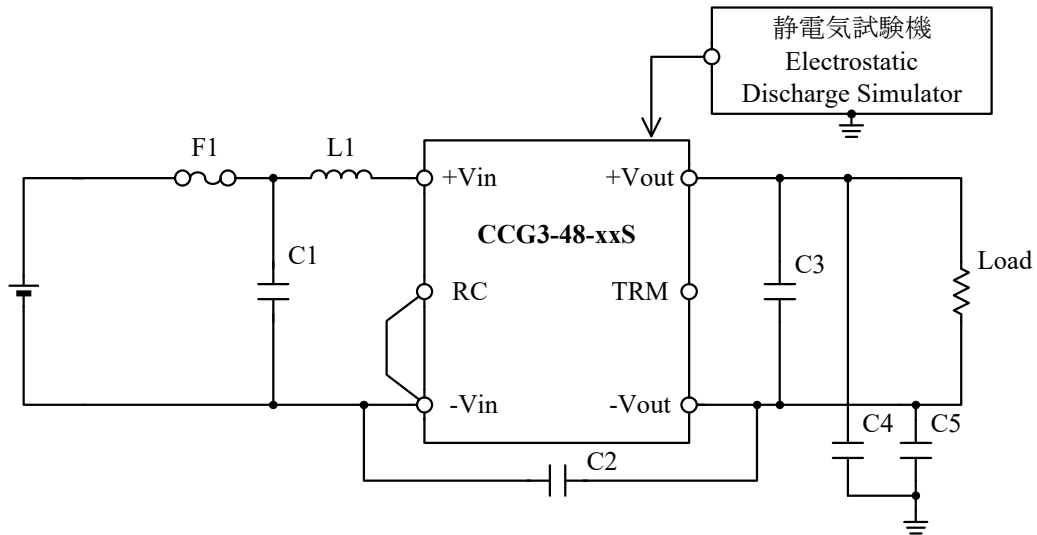 静電気試験機
Electrostatic
Discharge Simulator
F1
L1
+Vin
+Vout
CCG3-48-xxS
C1
C3
Load
RC
TRM
-Vin
-Vout
C4
C5
C2